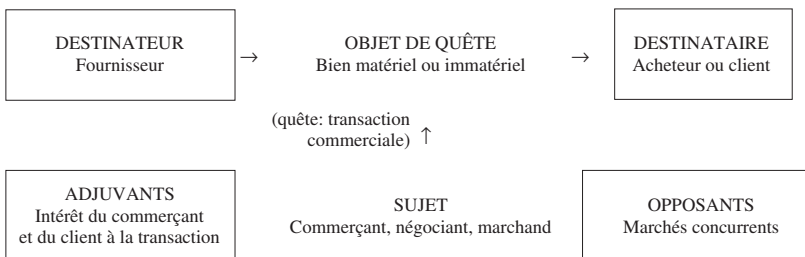 DESTINATEUR
Fournisseur
→
OBJET DE QUÊTE
Bien matériel ou immatériel
→
DESTINATAIRE
Acheteur ou client
(quête: transaction
commerciale) ↑
ADJUVANTS
Intérêt du commerçant
et du client à la transaction
SUJET
Commerçant, négociant, marchand
OPPOSANTS
Marchés concurrents